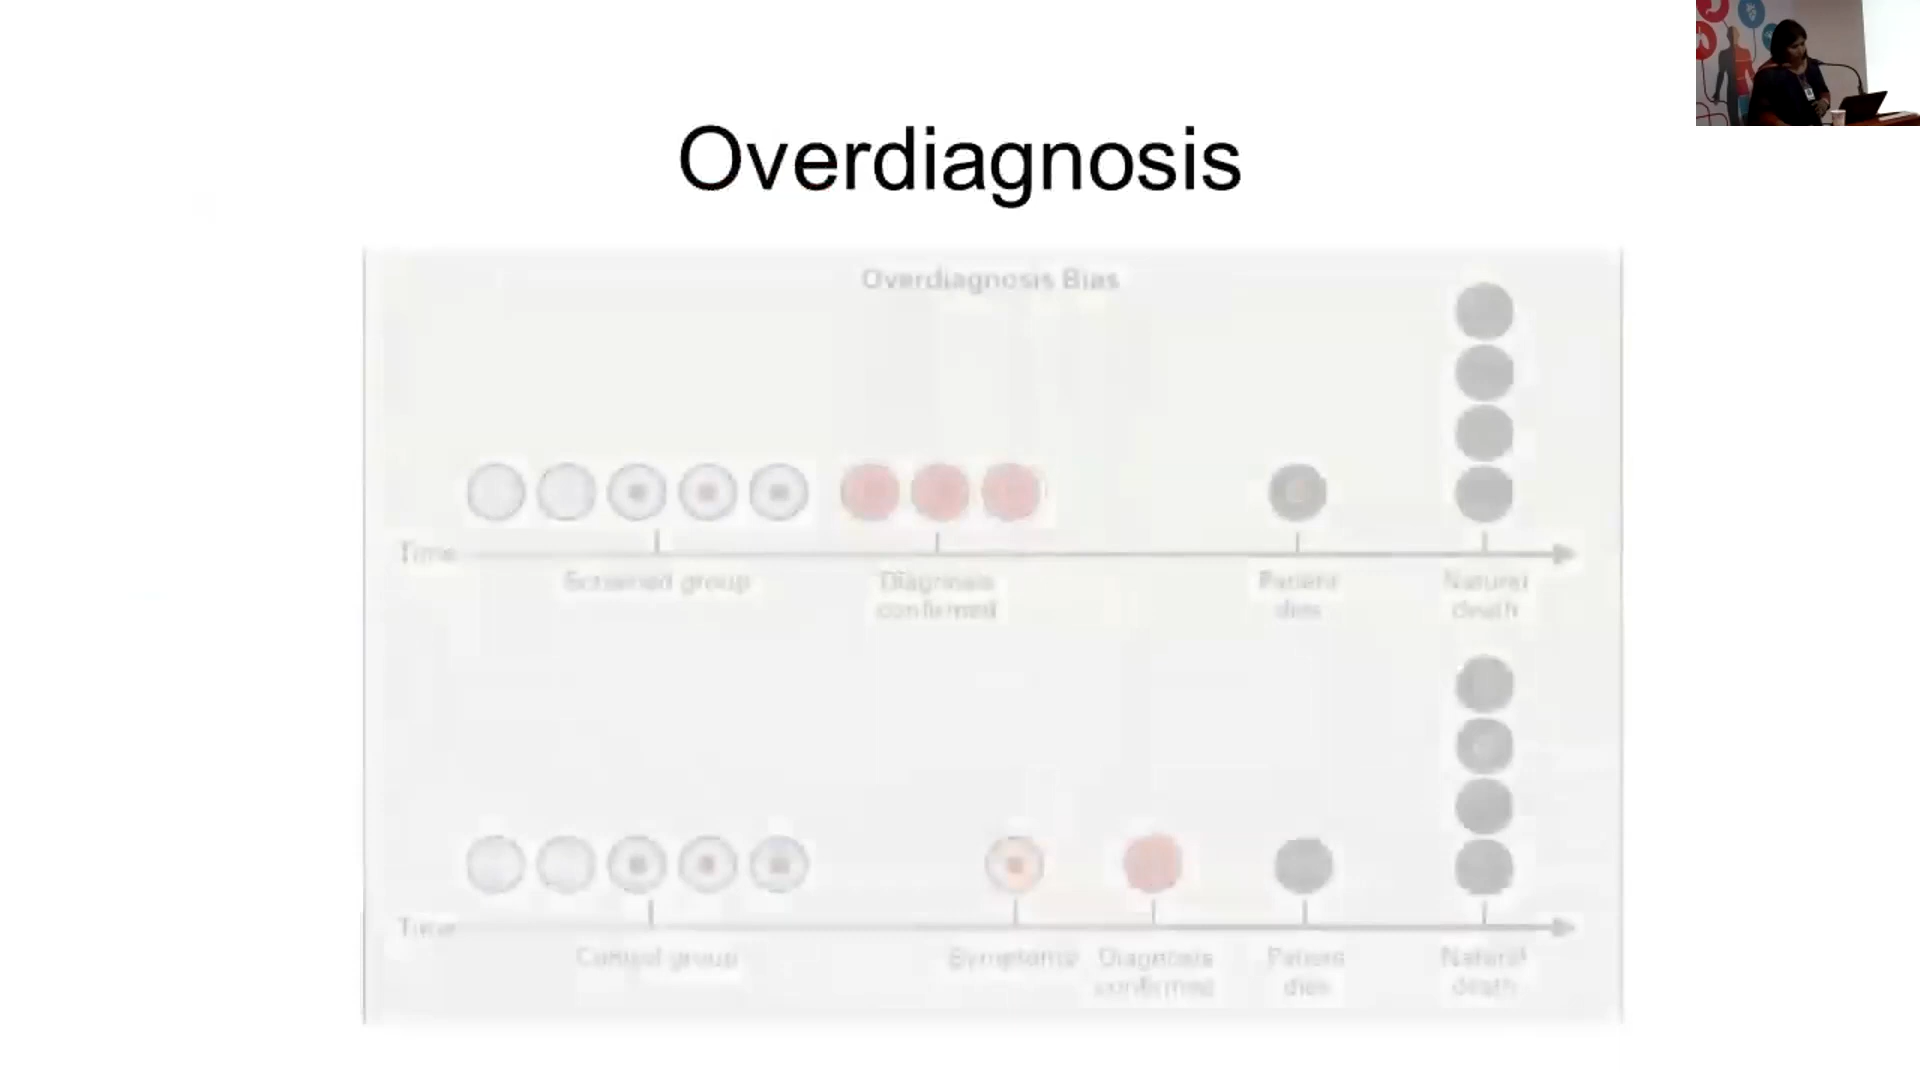 Overdiagnosis
Overdiagnosis Bias
Time
Screened group
Diagnosis
confirmed
Patient
dies
Natural
death
Time
Control group
Symptoms
Diagnosis
confirmed
Patient
dies
Natural
death